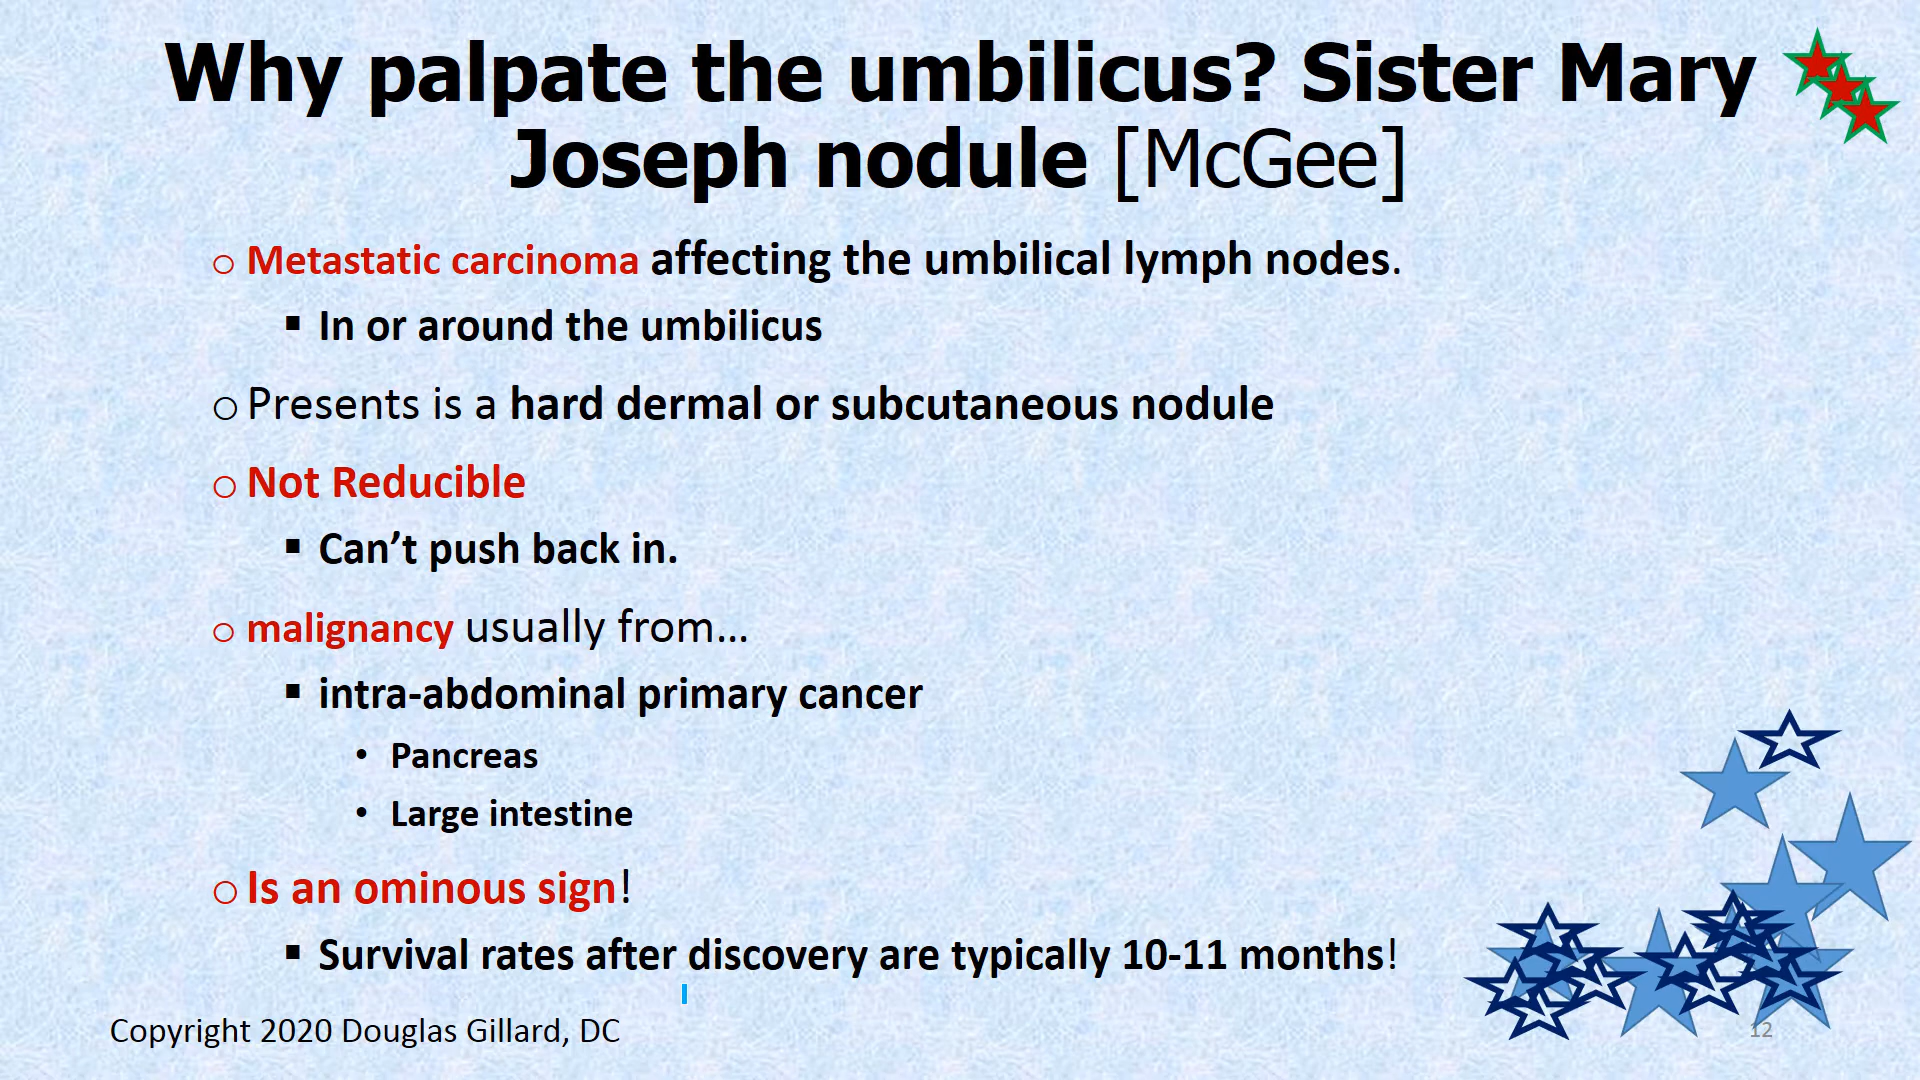 Why palpate the umbilicus? Sister Mary
Joseph nodule [McGee]
o Metastatic carcinoma affecting the umbilical lymph nodes.
▪ In or around the umbilicus
o Presents is a hard dermal or subcutaneous nodule
o Not Reducible
▪ Can’t push back in.
o malignancy usually from…
▪ intra-abdominal primary cancer
• Pancreas
• Large intestine
o Is an ominous sign!
▪ Survival rates after discovery are typically 10-11 months!
Copyright 2020 Douglas Gillard, DC
12